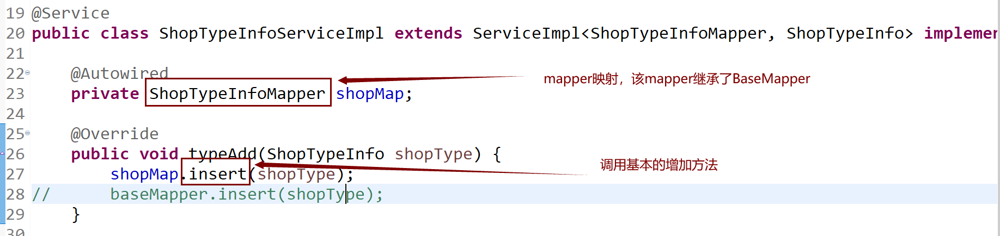 19 @Service
20 public class ShopTypeInfoServiceImpl extends ServiceImpl<ShopTypeInfoMapper, ShopTypeInfo> implemen
21
22 @Autowired
mapper映射，该mapper继承了BaseMapper
23 private ShopTypeInfoMapper shopMap;
24
25 @Override
26 public void typeAdd(ShopTypeInfo shopType) {
调用基本的增加方法
27 shopMap.insert(shopType);
28 // baseMapper.insert(shopType);
29 }
30